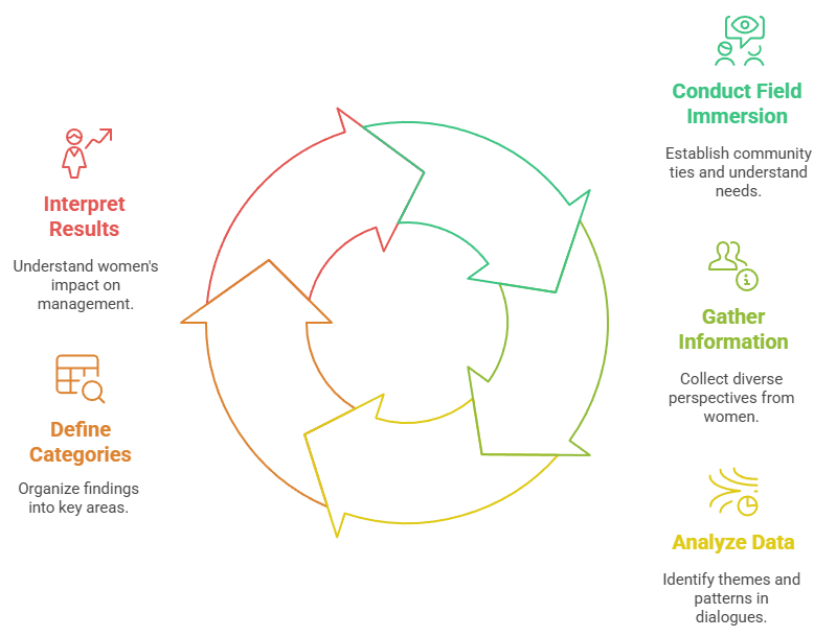 Conduct Field
Immersion
Establish community
ties and understand
needs.
Gather
Information
Collect diverse
perspectives from
women.
Analyze Data
Identify themes and
patterns in
dialogues.
Define
Categories
Organize findings
into key areas.
Interpret
Results
Understand women's
impact on
management.